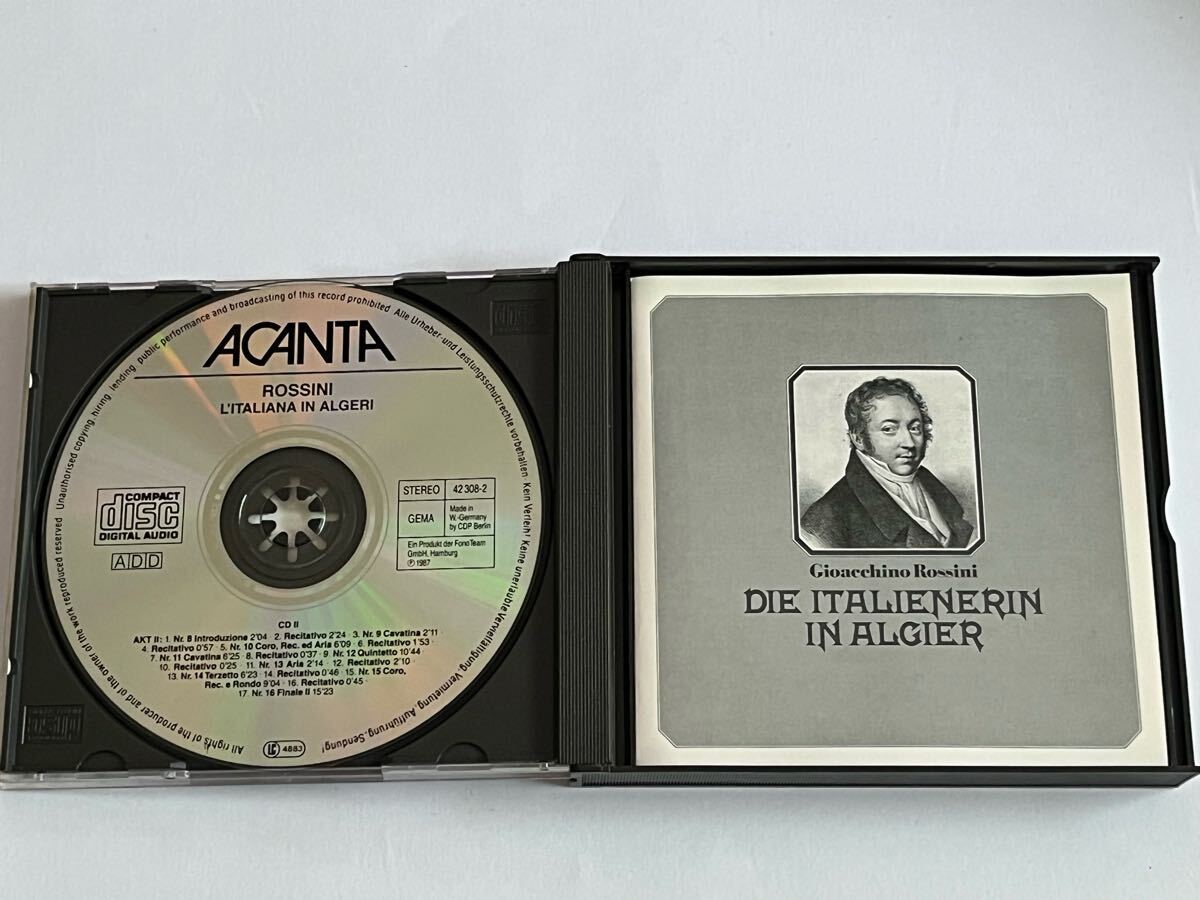 All rights of the producer and of the owner of the work reproduced reserved · Unauthorised copying, hiring, lending, public performance and broadcasting of this record prohibited · Alle Urheber- und Leistungsschutzrechte vorbehalten. Kein Verleih! Keine unerlaubte Vervielfältigung, Vermietung, Aufführung, Sendung!
ACANTA
ROSSINI
L'ITALIANA IN ALGERI
COMPACT
disc
DIGITAL AUDIO
ADD
STEREO 42 308-2
GEMA
Made in
W.-Germany
by CDP Berlin
Ein Produkt der FonoTeam
GmbH, Hamburg
℗ 1987
CD II
AKT II: 1. Nr. 8 Introduzione 2'04 · 2. Recitativo 2'24 · 3. Nr. 9 Cavatina 2'11 ·
4. Recitativo 0'57 · 5. Nr. 10 Coro, Rec. ed Aria 6'09 · 6. Recitativo 1'53 ·
7. Nr. 11 Cavatina 6'25 · 8. Recitativo 0'37 · 9. Nr. 12 Quintetto 10'44 ·
10. Recitativo 0'25 · 11. Nr. 13 Aria 2'14 · 12. Recitativo 2'10 ·
13. Nr. 14 Terzetto 6'23 · 14. Recitativo 0'46 · 15. Nr. 15 Coro,
Rec. e Rondo 9'04 · 16. Recitativo 0'45 ·
17. Nr. 16 Finale II 15'23
LC 4883
Gioacchino Rossini
DIE ITALIENERIN
IN ALGIER